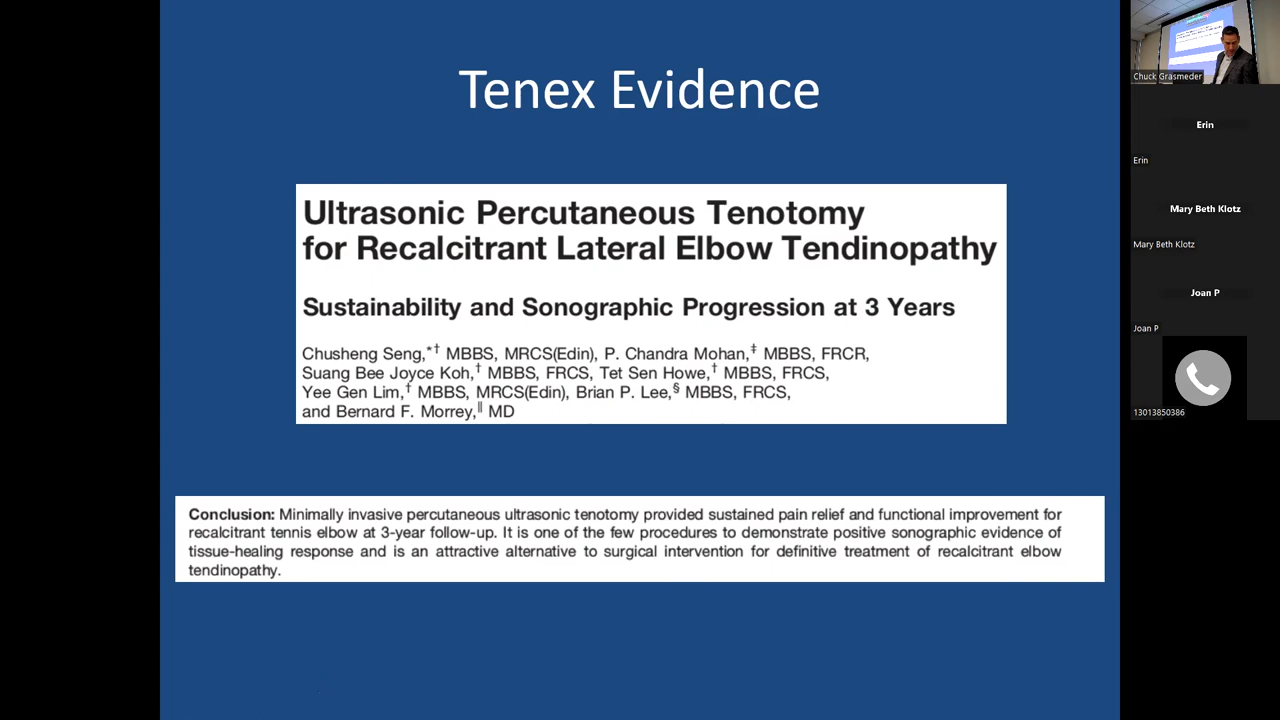 Tenex Evidence
Ultrasonic Percutaneous Tenotomy
for Recalcitrant Lateral Elbow Tendinopathy
Sustainability and Sonographic Progression at 3 Years
Chusheng Seng,*† MBBS, MRCS(Edin), P. Chandra Mohan,‡ MBBS, FRCR,
Suang Bee Joyce Koh,† MBBS, FRCS, Tet Sen Howe,† MBBS, FRCS,
Yee Gen Lim,† MBBS, MRCS(Edin), Brian P. Lee,§ MBBS, FRCS,
and Bernard F. Morrey,|| MD
Conclusion: Minimally invasive percutaneous ultrasonic tenotomy provided sustained pain relief and functional improvement for
recalcitrant tennis elbow at 3-year follow-up. It is one of the few procedures to demonstrate positive sonographic evidence of
tissue-healing response and is an attractive alternative to surgical intervention for definitive treatment of recalcitrant elbow
tendinopathy.
Chuck Grasmeder
Erin
Erin
Mary Beth Klotz
Mary Beth Klotz
Joan P
Joan P
13013850386